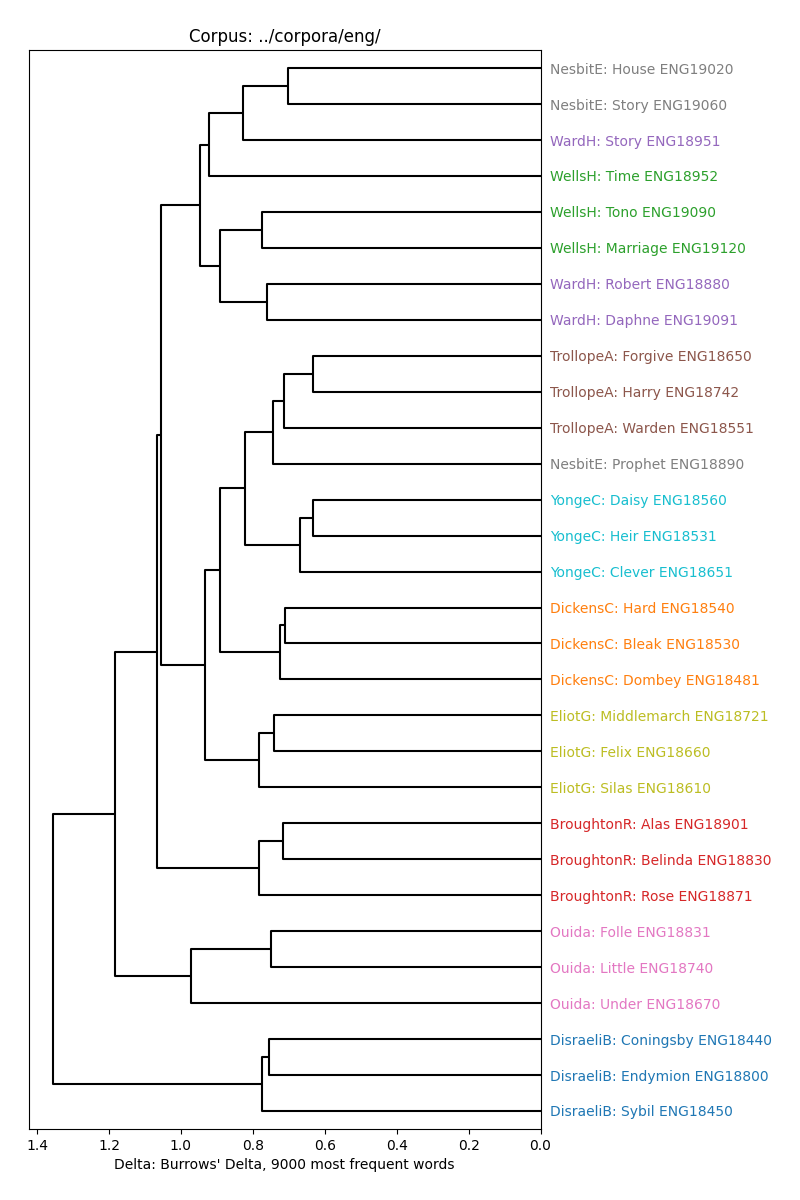 Corpus: ../corpora/eng/
NesbitE: House ENG19020
NesbitE: Story ENG19060
WardH: Story ENG18951
WellsH: Time ENG18952
WellsH: Tono ENG19090
WellsH: Marriage ENG19120
WardH: Robert ENG18880
WardH: Daphne ENG19091
TrollopeA: Forgive ENG18650
TrollopeA: Harry ENG18742
TrollopeA: Warden ENG18551
NesbitE: Prophet ENG18890
YongeC: Daisy ENG18560
YongeC: Heir ENG18531
YongeC: Clever ENG18651
DickensC: Hard ENG18540
DickensC: Bleak ENG18530
DickensC: Dombey ENG18481
EliotG: Middlemarch ENG18721
EliotG: Felix ENG18660
EliotG: Silas ENG18610
BroughtonR: Alas ENG18901
BroughtonR: Belinda ENG18830
BroughtonR: Rose ENG18871
Ouida: Folle ENG18831
Ouida: Little ENG18740
Ouida: Under ENG18670
DisraeliB: Coningsby ENG18440
DisraeliB: Endymion ENG18800
DisraeliB: Sybil ENG18450
1.4 1.2 1.0 0.8 0.6 0.4 0.2 0.0
Delta: Burrows' Delta, 9000 most frequent words